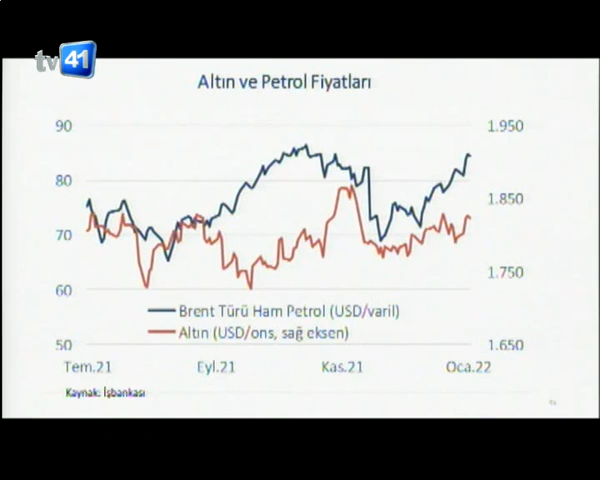 tv41
Altın ve Petrol Fiyatları
90
1.950
80
1.850
70
1.750
60
Brent Türü Ham Petrol (USD/varil)
Altın (USD/ons, sağ eksen)
50
1.650
Tem.21
Eyl.21
Kas.21
Oca.22
Kaynak: İşbankası